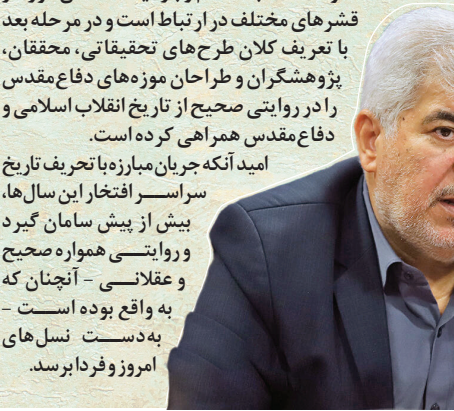 قشرهای مختلف در ارتباط است و در مرحله بعد
با تعریف کلان طرح‌های تحقیقاتی، محققان،
پژوهشگران و طراحان موزه‌های دفاع‌مقدس
را در روایتی صحیح از تاریخ انقلاب اسلامی و
دفاع‌مقدس همراهی کرده است.
امید آنکه جریان مبارزه با تحریف تاریخ
سراسر افتخار این سال‌ها،
بیش از پیش سامان گیرد
و روایتی همواره صحیح
و عقلانی - آنچنان که
به واقع بوده است -
به‌دست نسل‌های
امروز و فردا برسد.